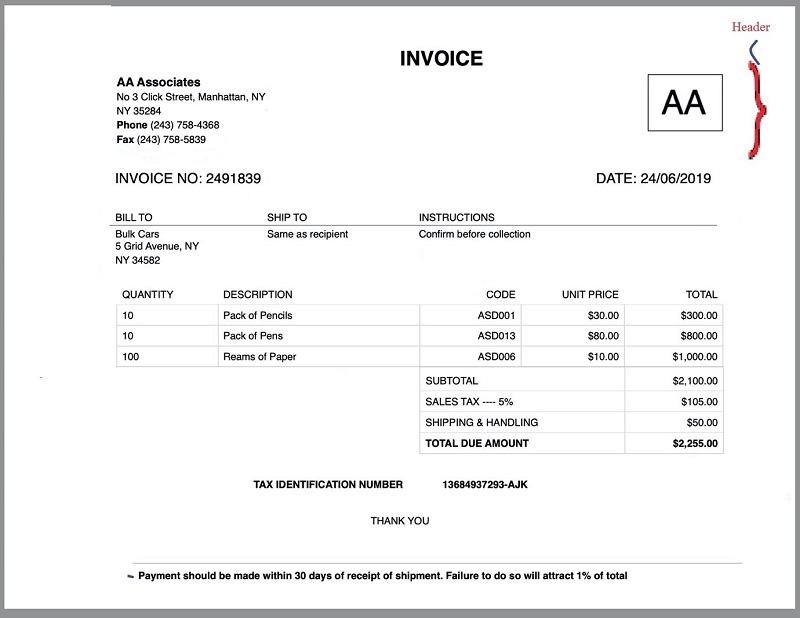 Header
INVOICE
AA Associates
No 3 Click Street, Manhattan, NY
NY 35284
Phone (243) 758-4368
Fax (243) 758-5839
AA
INVOICE NO: 2491839 DATE: 24/06/2019
BILL TO SHIP TO INSTRUCTIONS
Bulk Cars Same as recipient Confirm before collection
5 Grid Avenue, NY
NY 34582
QUANTITY DESCRIPTION CODE UNIT PRICE TOTAL
10 Pack of Pencils ASD001 $30.00 $300.00
10 Pack of Pens ASD013 $80.00 $800.00
100 Reams of Paper ASD006 $10.00 $1,000.00
SUBTOTAL $2,100.00
SALES TAX ---- 5% $105.00
SHIPPING & HANDLING $50.00
TOTAL DUE AMOUNT $2,255.00
TAX IDENTIFICATION NUMBER 13684937293-AJK
THANK YOU
Payment should be made within 30 days of receipt of shipment. Failure to do so will attract 1% of total